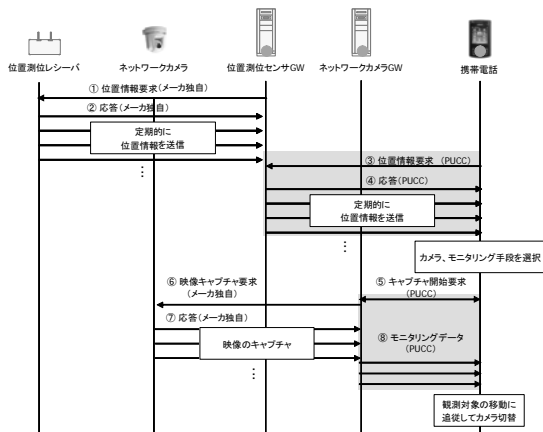 位置測位レシーバ
ネットワークカメラ
位置測位センサGW
ネットワークカメラGW
携帯電話
① 位置情報要求(メーカ独自)
② 応答(メーカ独自)
定期的に
位置情報を送信
⋮
③ 位置情報要求 (PUCC)
④ 応答(PUCC)
定期的に
位置情報を送信
⋮
カメラ、モニタリング手段を選択
⑥ 映像キャプチャ要求
(メーカ独自)
⑤ キャプチャ開始要求
(PUCC)
⑦ 応答(メーカ独自)
映像のキャプチャ
⋮
⑧ モニタリングデータ
(PUCC)
観測対象の移動に
追従してカメラ切替